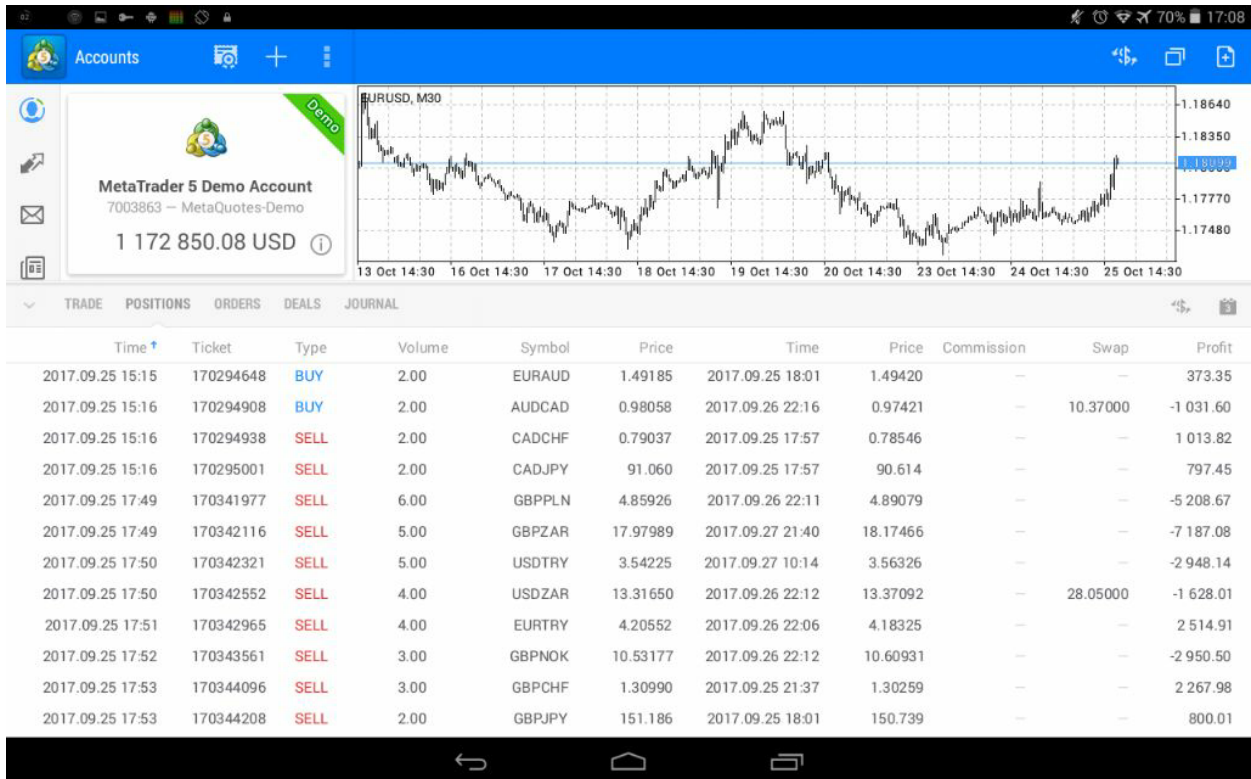 70% 17:08
Accounts
Demo
MetaTrader 5 Demo Account
7003863 — MetaQuotes-Demo
1 172 850.08 USD
EURUSD, M30
1.18640
1.18350
1.18099
1.17770
1.17480
13 Oct 14:30 16 Oct 14:30 17 Oct 14:30 18 Oct 14:30 19 Oct 14:30 20 Oct 14:30 23 Oct 14:30 24 Oct 14:30 25 Oct 14:30
TRADE POSITIONS ORDERS DEALS JOURNAL
Time Ticket Type Volume Symbol Price Time Price Commission Swap Profit
2017.09.25 15:15 170294648 BUY 2.00 EURAUD 1.49185 2017.09.25 18:01 1.49420 — — 373.35
2017.09.25 15:16 170294908 BUY 2.00 AUDCAD 0.98058 2017.09.26 22:16 0.97421 — 10.37000 -1 031.60
2017.09.25 15:16 170294938 SELL 2.00 CADCHF 0.79037 2017.09.25 17:57 0.78546 — — 1 013.82
2017.09.25 15:16 170295001 SELL 2.00 CADJPY 91.060 2017.09.25 17:57 90.614 — — 797.45
2017.09.25 17:49 170341977 SELL 6.00 GBPPLN 4.85926 2017.09.26 22:11 4.89079 — — -5 208.67
2017.09.25 17:49 170342116 SELL 5.00 GBPZAR 17.97989 2017.09.27 21:40 18.17466 — — -7 187.08
2017.09.25 17:50 170342321 SELL 5.00 USDTRY 3.54225 2017.09.27 10:14 3.56326 — — -2 948.14
2017.09.25 17:50 170342552 SELL 4.00 USDZAR 13.31650 2017.09.26 22:12 13.37092 — 28.05000 -1 628.01
2017.09.25 17:51 170342965 SELL 4.00 EURTRY 4.20552 2017.09.26 22:06 4.18325 — — 2 514.91
2017.09.25 17:52 170343561 SELL 3.00 GBPNOK 10.53177 2017.09.26 22:12 10.60931 — — -2 950.50
2017.09.25 17:53 170344096 SELL 3.00 GBPCHF 1.30990 2017.09.25 21:37 1.30259 — — 2 267.98
2017.09.25 17:53 170344208 SELL 2.00 GBPJPY 151.186 2017.09.25 18:01 150.739 — — 800.01